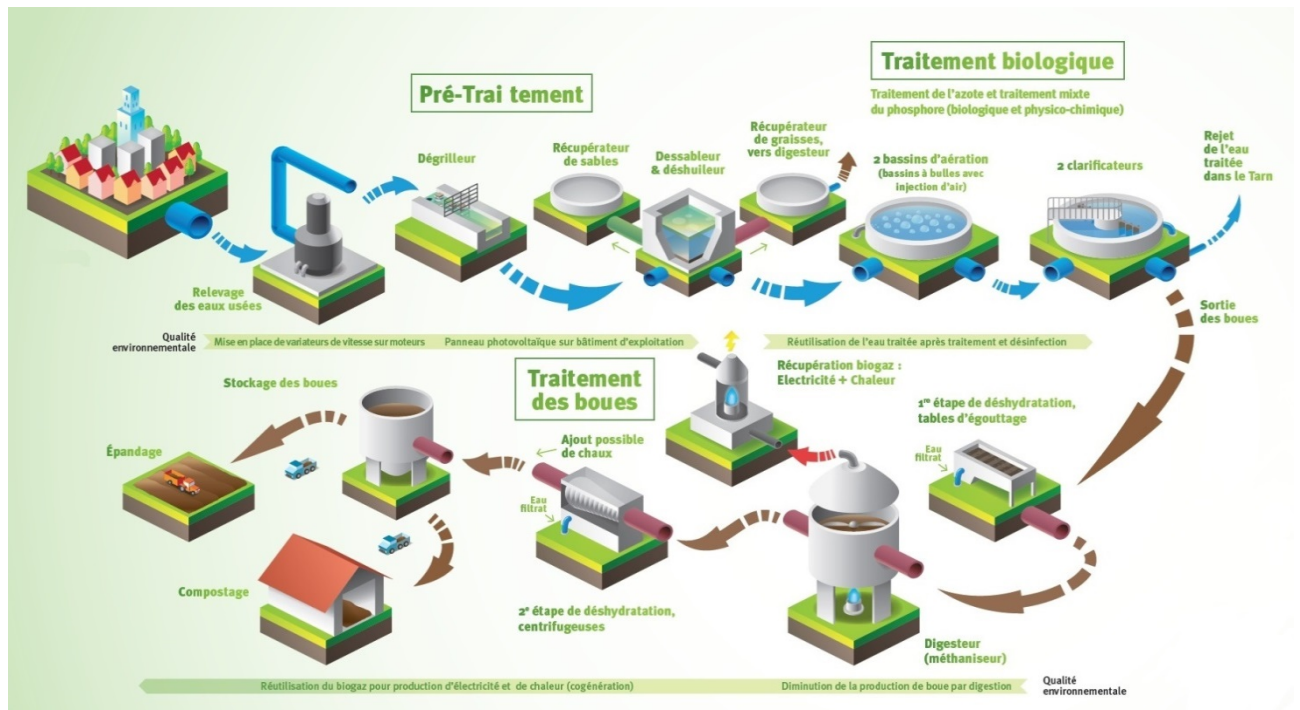 Traitement biologique
Traitement de l'azote et traitement mixte
du phosphore (biologique et physico-chimique)
Pré-Trai tement
Dégrilleur
Récupérateur
de sables
Dessableur
& déshuileur
Récupérateur
de graisses,
vers digesteur
2 bassins d'aération
(bassins à bulles avec
injection d'air)
2 clarificateurs
Rejet
de l'eau
traitée
dans le Tarn
Relevage
des eaux usées
Sortie
des boues
Qualité
environnementale
Mise en place de variateurs de vitesse sur moteurs
Panneau photovoltaïque sur bâtiment d'exploitation
Réutilisation de l'eau traitée après traitement et désinfection
Traitement
des boues
Stockage des boues
Récupération biogaz :
Electricité + Chaleur
1re étape de déshydratation,
tables d'égouttage
Eau
filtrat
Épandage
Ajout possible
de chaux
Eau
filtrat
Compostage
2e étape de déshydratation,
centrifugeuses
Digesteur
(méthaniseur)
Réutilisation du biogaz pour production d'électricité et de chaleur (cogénération)
Diminution de la production de boue par digestion
Qualité
environnementale